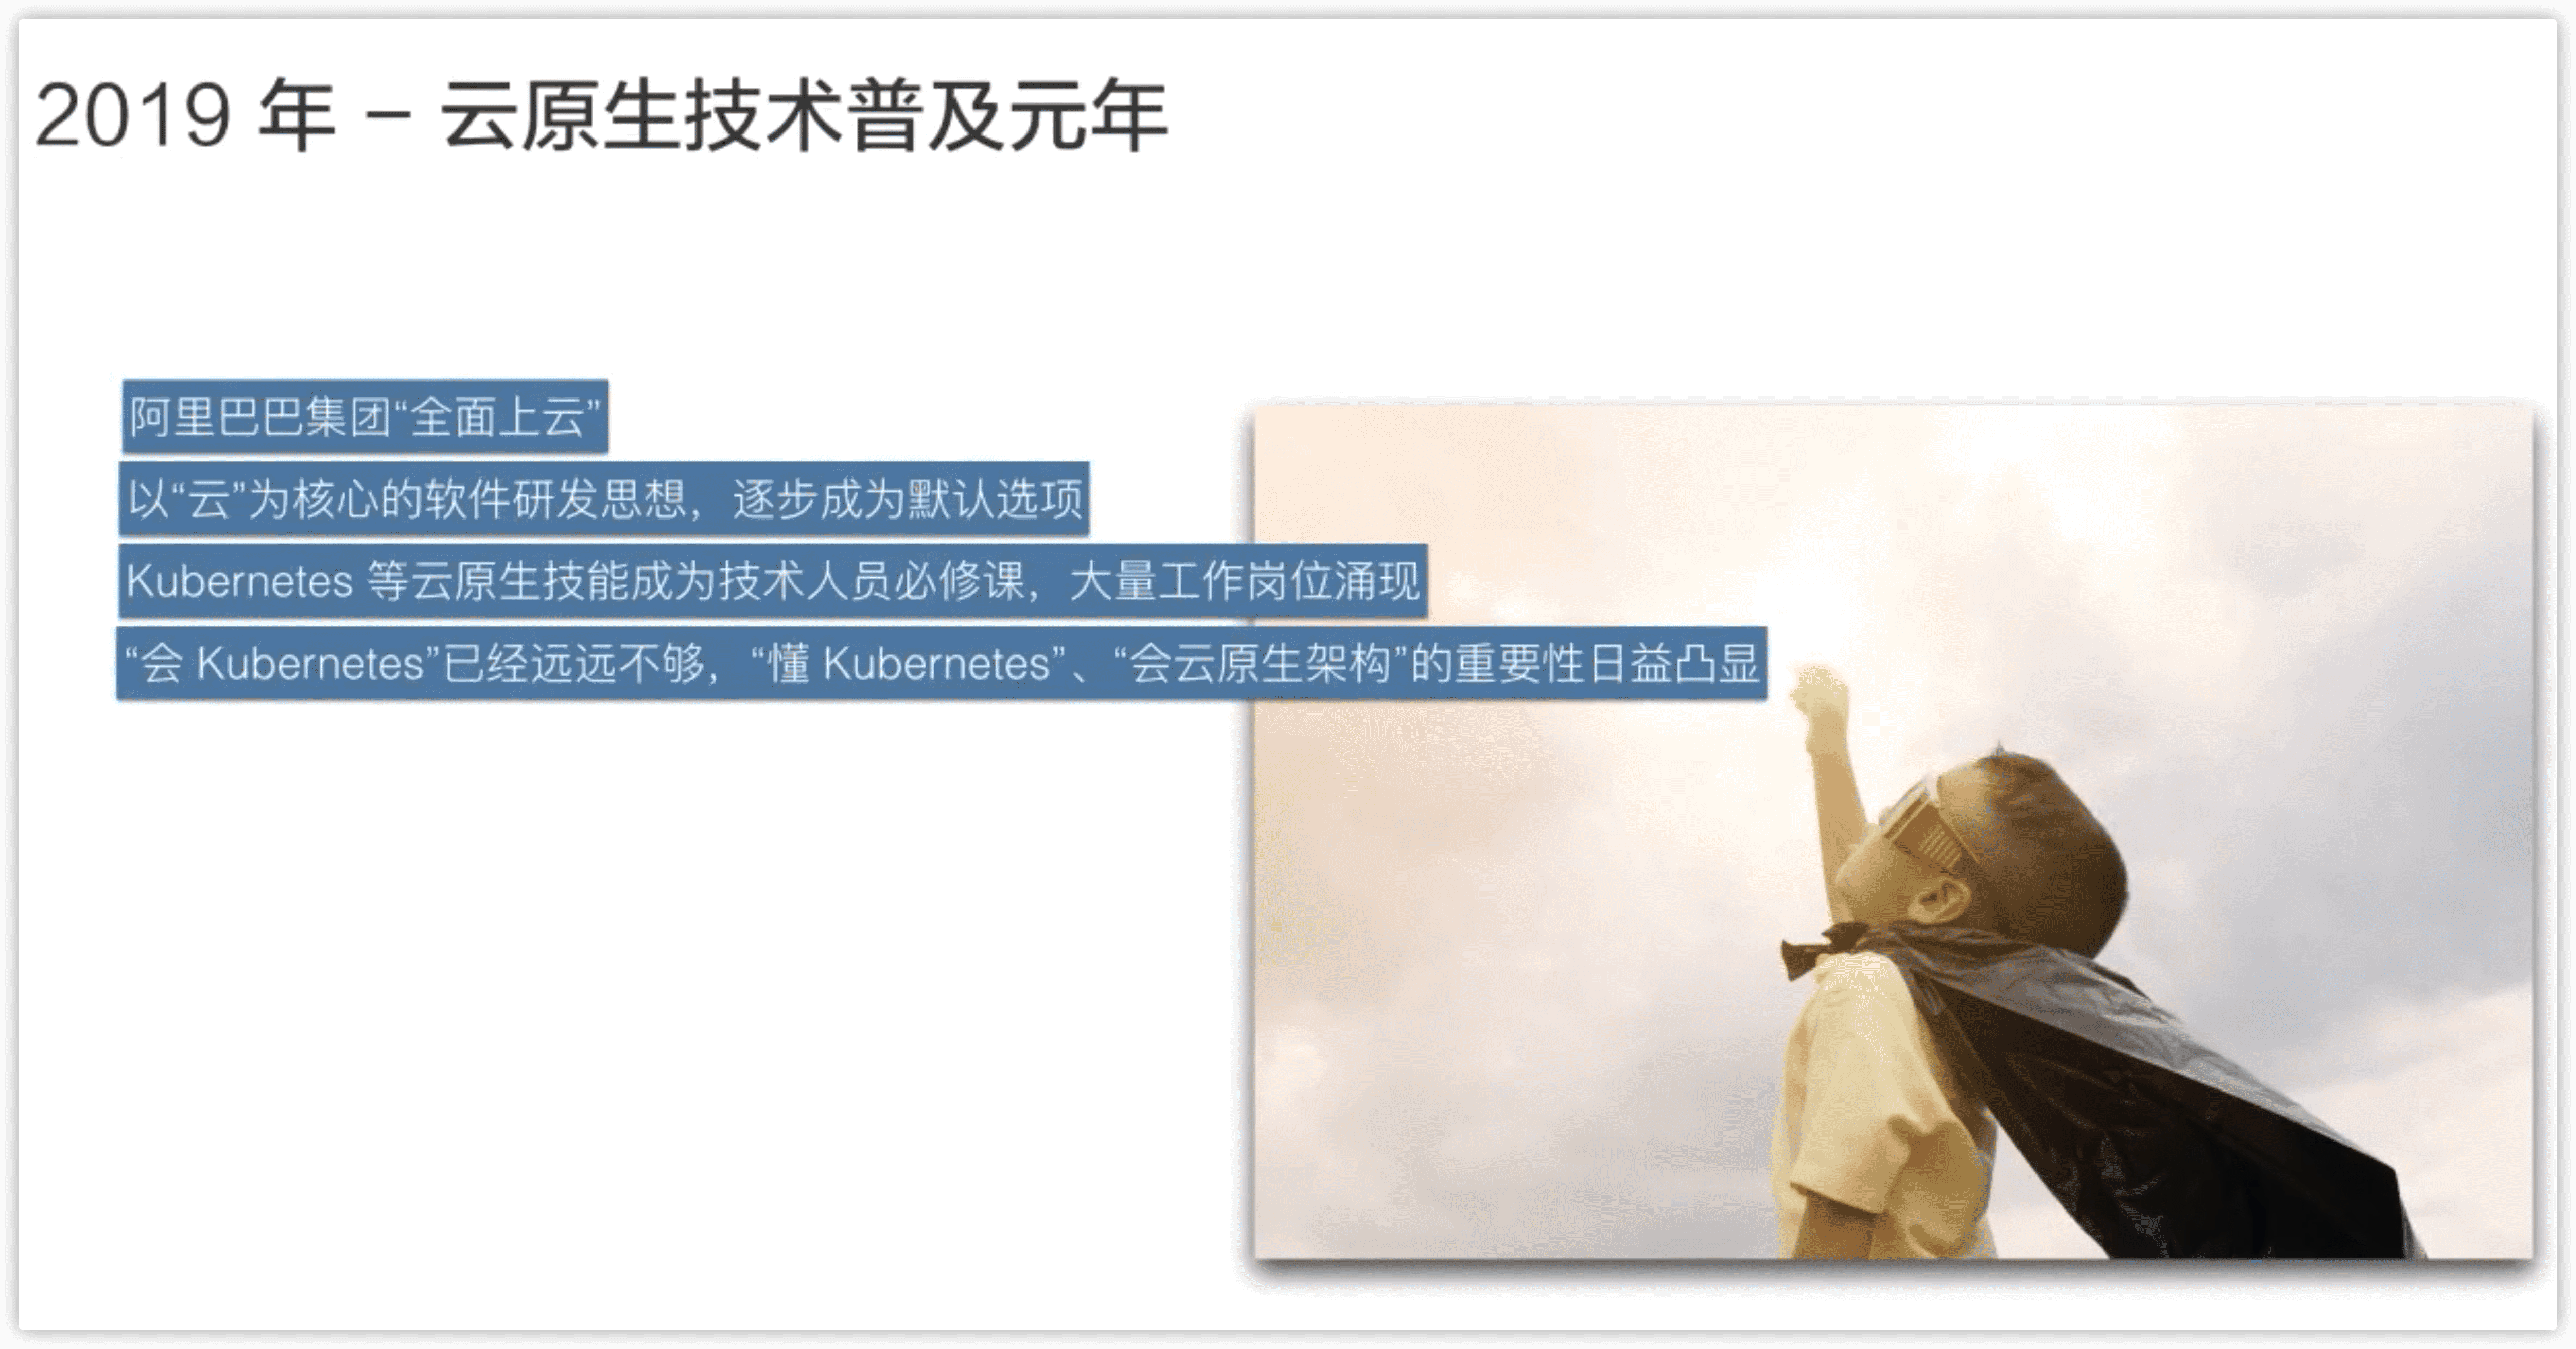 2019 年 – 云原生技术普及元年
阿里巴巴集团“全面上云”
以“云”为核心的软件研发思想，逐步成为默认选项
Kubernetes 等云原生技能成为技术人员必修课，大量工作岗位涌现
“会 Kubernetes”已经远远不够，“懂 Kubernetes”、“会云原生架构”的重要性日益凸显